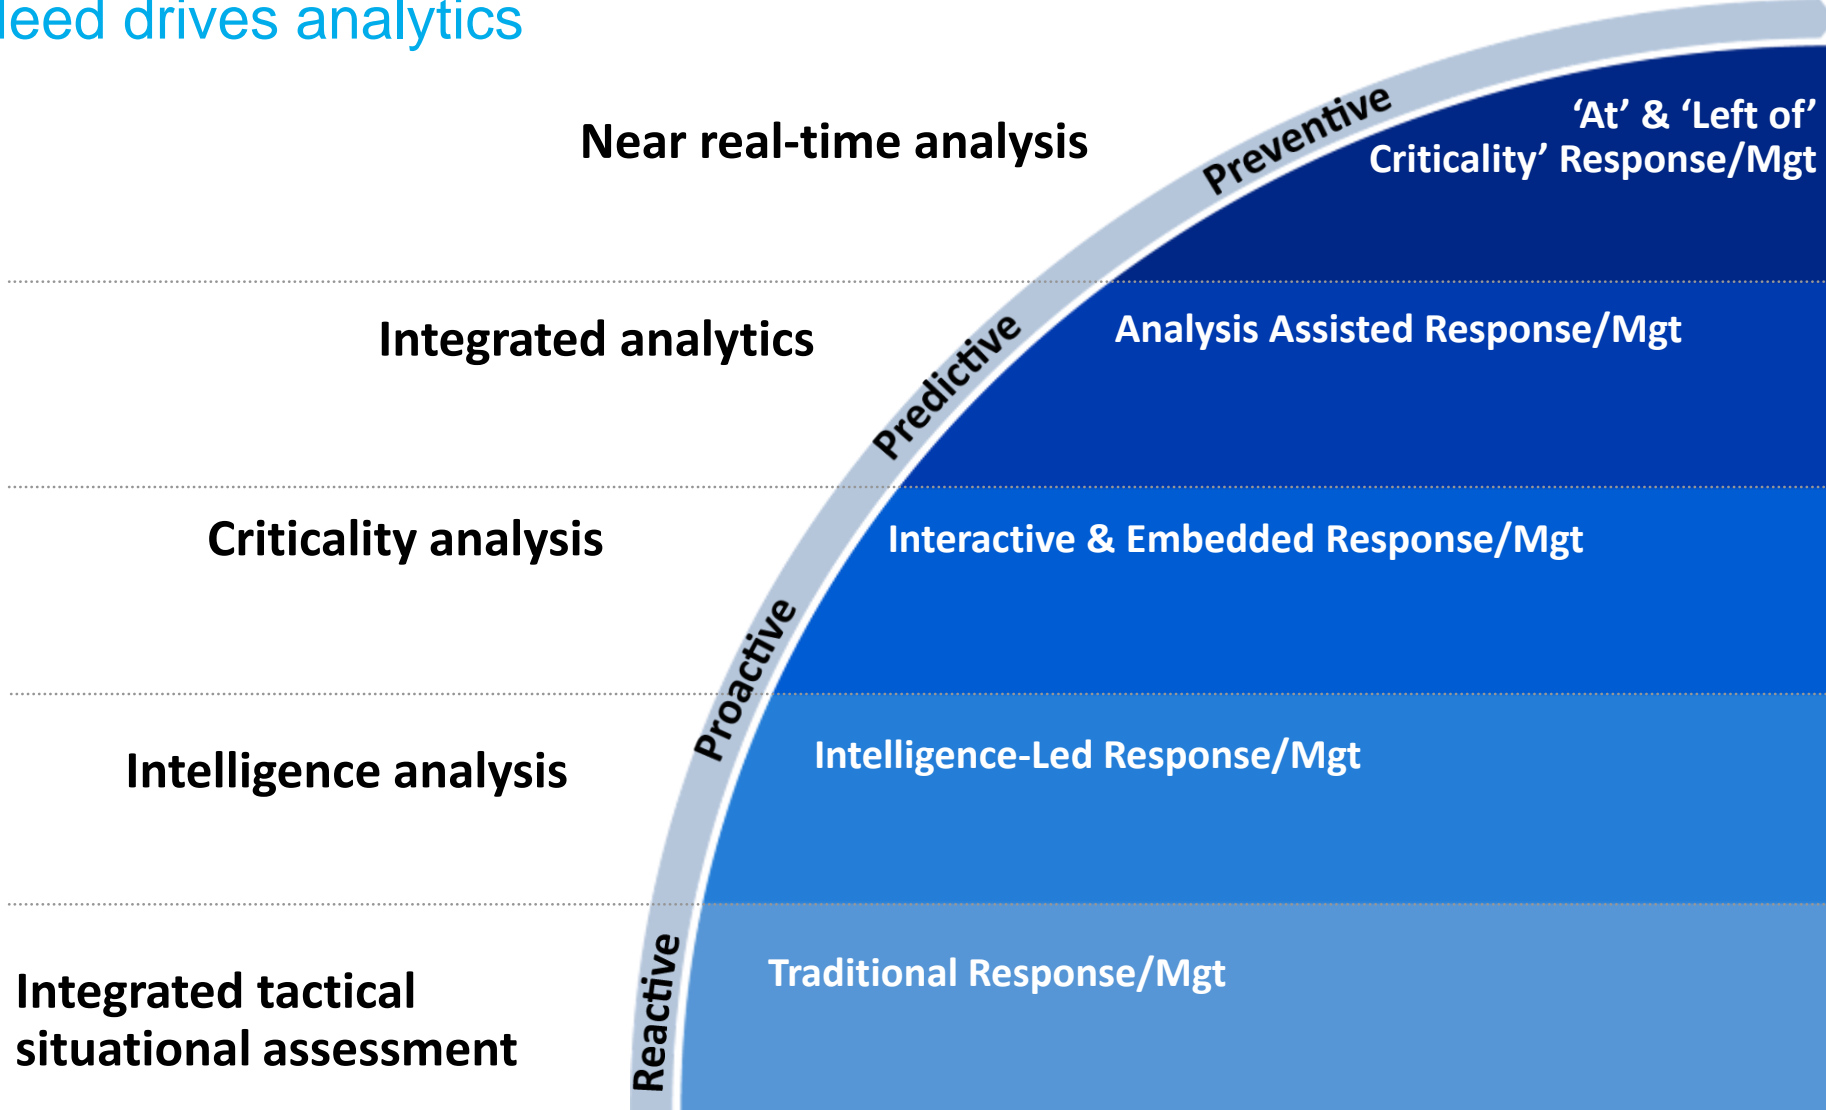 leed drives analytics
Near real-time analysis
Preventive
‘At’ & ‘Left of’
Criticality’ Response/Mgt
Integrated analytics
Predictive
Analysis Assisted Response/Mgt
Criticality analysis
Interactive & Embedded Response/Mgt
Proactive
Intelligence analysis
Intelligence-Led Response/Mgt
Integrated tactical
situational assessment
Reactive
Traditional Response/Mgt